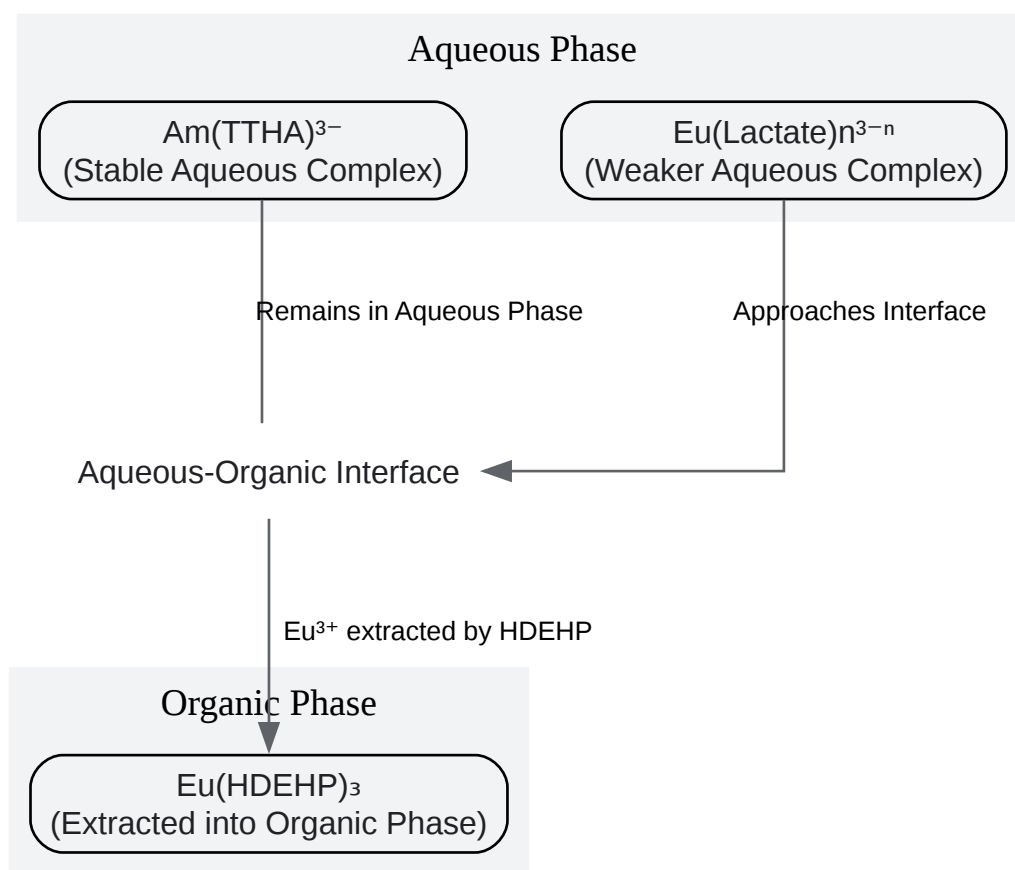 Aqueous Phase
Am(TTHA)³⁻
(Stable Aqueous Complex)
Eu(Lactate)n³⁻ⁿ
(Weaker Aqueous Complex)
Remains in Aqueous Phase
Approaches Interface
Aqueous-Organic Interface
Eu³⁺ extracted by HDEHP
Organic Phase
Eu(HDEHP)₃
(Extracted into Organic Phase)